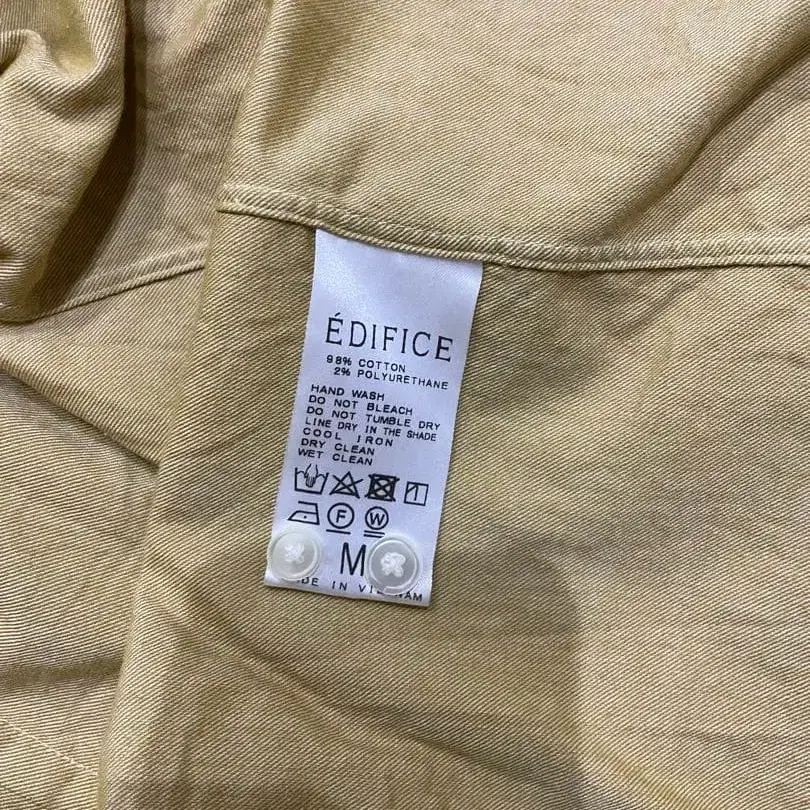 ÉDIFICE
98% COTTON
2% POLYURETHANE
HAND WASH
DO NOT BLEACH
DO NOT TUMBLE DRY
LINE DRY IN THE SHADE
COOL IRON
DRY CLEAN
WET CLEAN
F W
M
IN